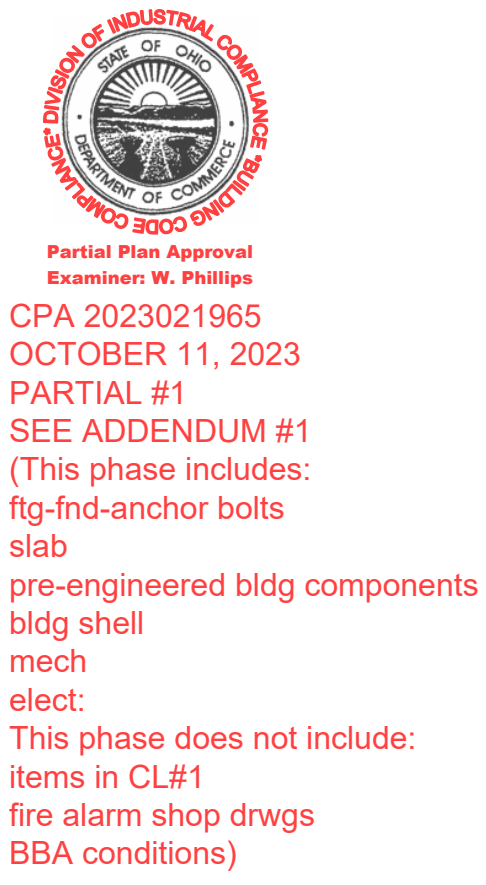 *DIVISION OF INDUSTRIAL COMPLIANCE*
BUILDING CODE COMPLIANCE
STATE OF OHIO
DEPARTMENT OF COMMERCE
Partial Plan Approval
Examiner: W. Phillips
CPA 2023021965
OCTOBER 11, 2023
PARTIAL #1
SEE ADDENDUM #1
(This phase includes:
ftg-fnd-anchor bolts
slab
pre-engineered bldg components
bldg shell
mech
elect:
This phase does not include:
items in CL#1
fire alarm shop drwgs
BBA conditions)